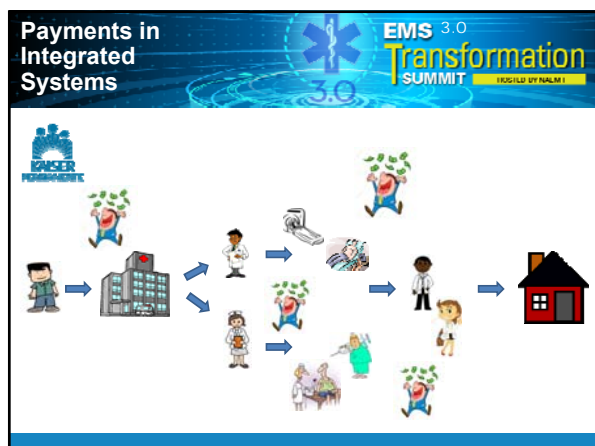 Payments in
Integrated
Systems
3.0
EMS 3.0
Transformation
SUMMIT
HOSTED BY NAEMT
KAISER
PERMANENTE